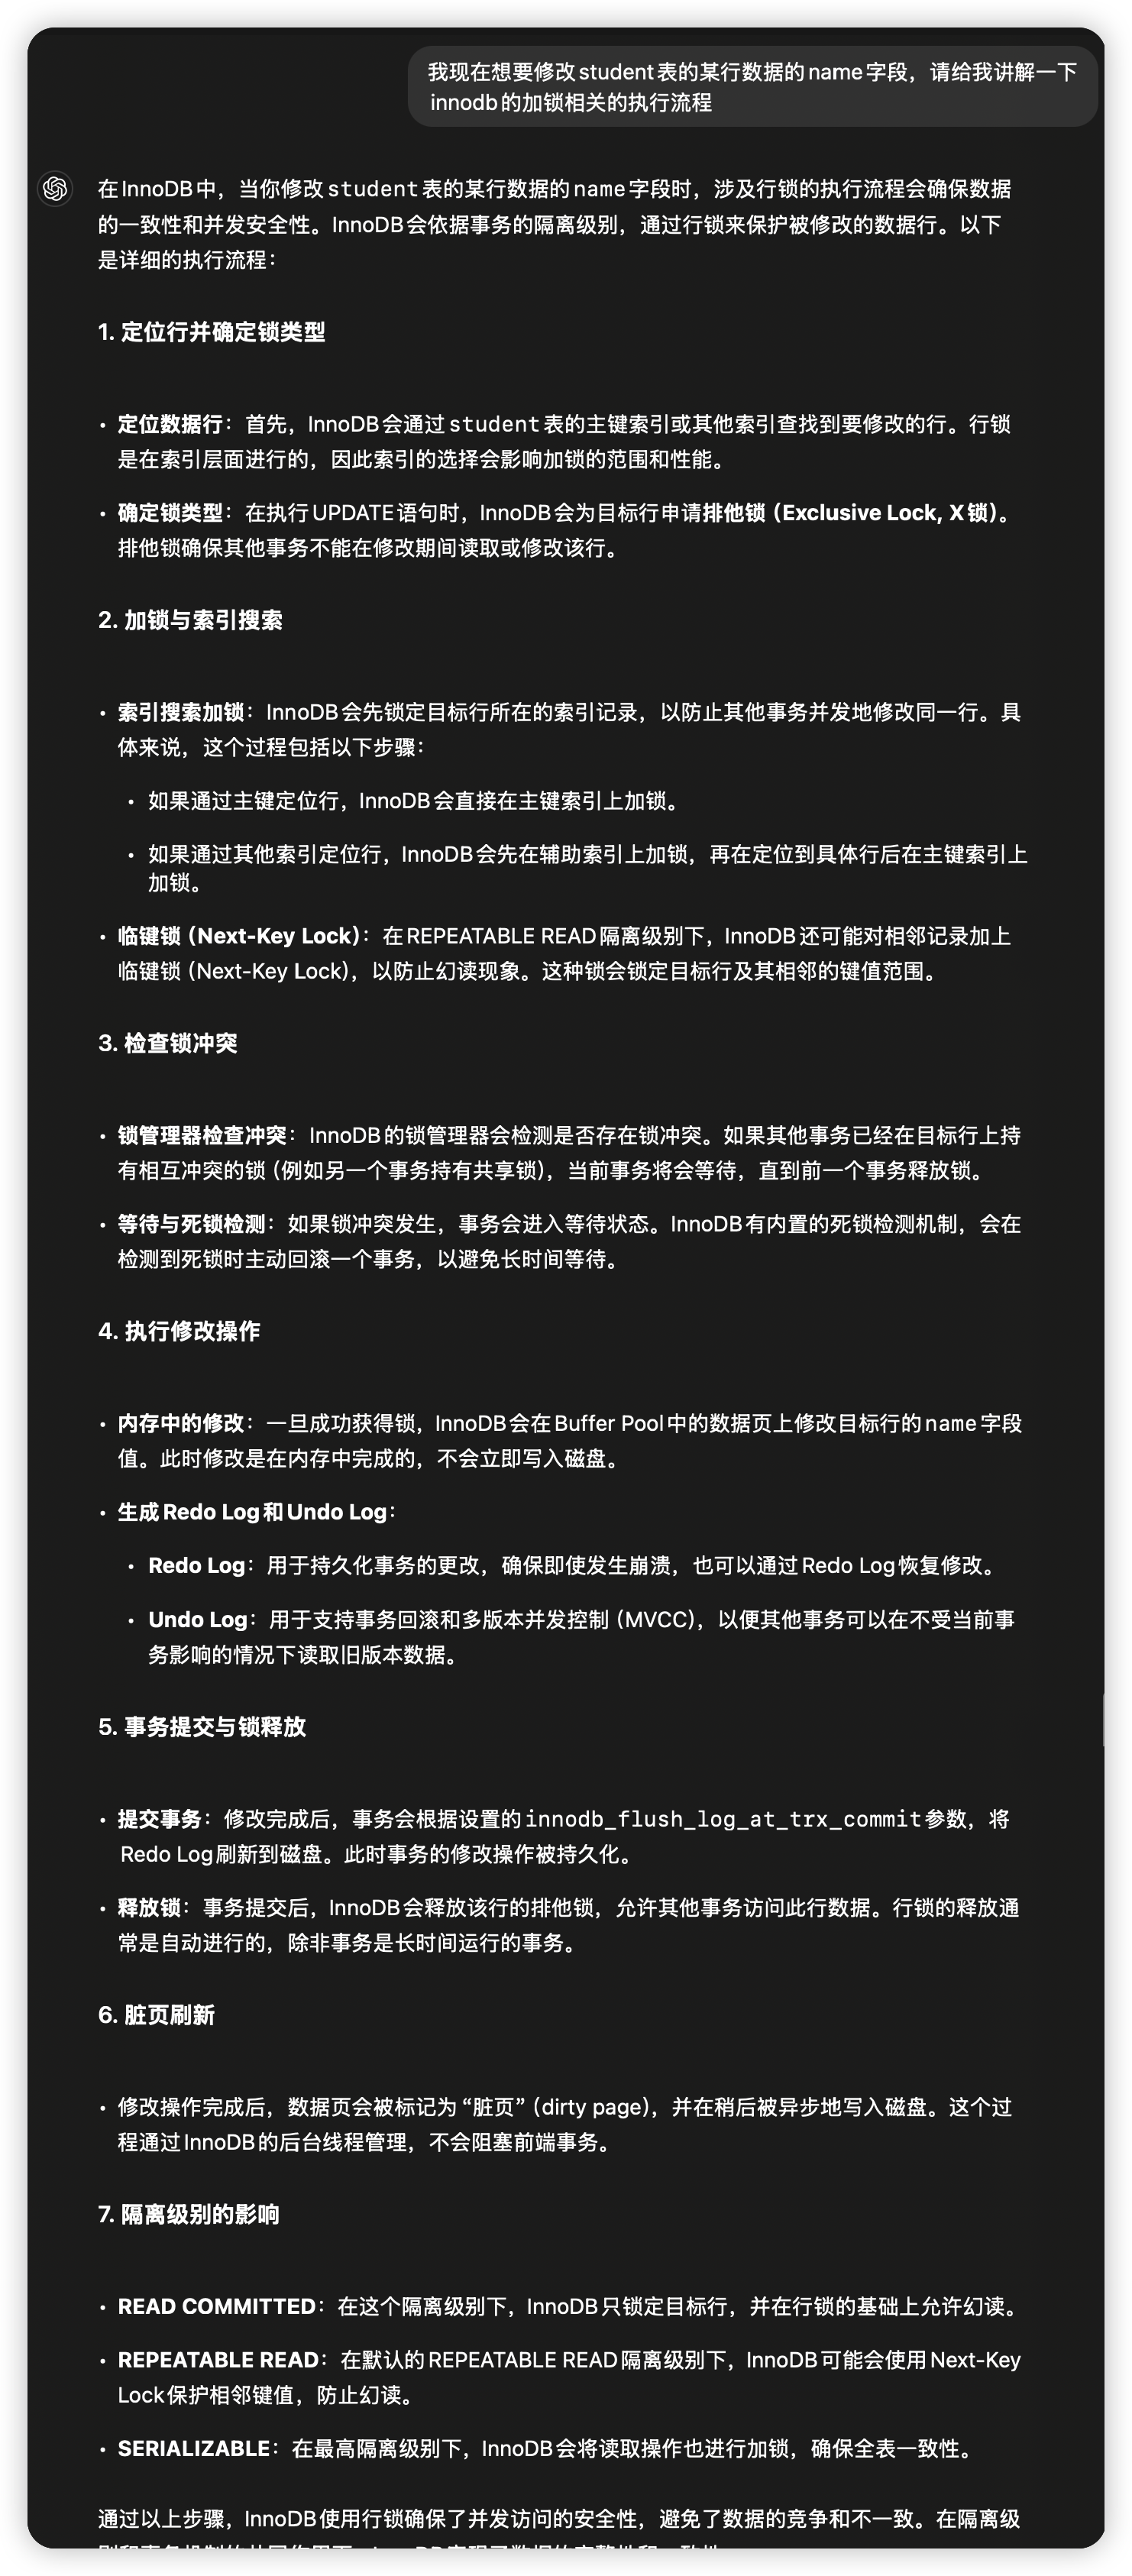 我现在想要修改student表的某行数据的name字段，请给我讲解一下
innodb的加锁相关的执行流程
在InnoDB中，当你修改student表的某行数据的name字段时，涉及行锁的执行流程会确保数据
的一致性和并发安全性。InnoDB会依据事务的隔离级别，通过行锁来保护被修改的数据行。以下
是详细的执行流程：
1. 定位行并确定锁类型
• 定位数据行：首先，InnoDB会通过student表的主键索引或其他索引查找到要修改的行。行锁
是在索引层面进行的，因此索引的选择会影响加锁的范围和性能。
• 确定锁类型：在执行UPDATE语句时，InnoDB会为目标行申请排他锁（Exclusive Lock, X锁）。
排他锁确保其他事务不能在修改期间读取或修改该行。
2. 加锁与索引搜索
• 索引搜索加锁：InnoDB会先锁定目标行所在的索引记录，以防止其他事务并发地修改同一行。具
体来说，这个过程包括以下步骤：
• 如果通过主键定位行，InnoDB会直接在主键索引上加锁。
• 如果通过其他索引定位行，InnoDB会先在辅助索引上加锁，再在定位到具体行后在主键索引上
加锁。
• 临键锁（Next-Key Lock）：在REPEATABLE READ隔离级别下，InnoDB还可能对相邻记录加上
临键锁（Next-Key Lock），以防止幻读现象。这种锁会锁定目标行及其相邻的键值范围。
3. 检查锁冲突
• 锁管理器检查冲突：InnoDB的锁管理器会检测是否存在锁冲突。如果其他事务已经在目标行上持
有相互冲突的锁（例如另一个事务持有共享锁），当前事务将会等待，直到前一个事务释放锁。
• 等待与死锁检测：如果锁冲突发生，事务会进入等待状态。InnoDB有内置的死锁检测机制，会在
检测到死锁时主动回滚一个事务，以避免长时间等待。
4. 执行修改操作
• 内存中的修改：一旦成功获得锁，InnoDB会在Buffer Pool中的数据页上修改目标行的name字段
值。此时修改是在内存中完成的，不会立即写入磁盘。
• 生成Redo Log和Undo Log：
• Redo Log：用于持久化事务的更改，确保即使发生崩溃，也可以通过Redo Log恢复修改。
• Undo Log：用于支持事务回滚和多版本并发控制（MVCC），以便其他事务可以在不受当前事
务影响的情况下读取旧版本数据。
5. 事务提交与锁释放
• 提交事务：修改完成后，事务会根据设置的innodb_flush_log_at_trx_commit参数，将
Redo Log刷新到磁盘。此时事务的修改操作被持久化。
• 释放锁：事务提交后，InnoDB会释放该行的排他锁，允许其他事务访问此行数据。行锁的释放通
常是自动进行的，除非事务是长时间运行的事务。
6. 脏页刷新
• 修改操作完成后，数据页会被标记为“脏页”（dirty page），并在稍后被异步地写入磁盘。这个过
程通过InnoDB的后台线程管理，不会阻塞前端事务。
7. 隔离级别的影响
• READ COMMITTED：在这个隔离级别下，InnoDB只锁定目标行，并在行锁的基础上允许幻读。
• REPEATABLE READ：在默认的REPEATABLE READ隔离级别下，InnoDB可能会使用Next-Key
Lock保护相邻键值，防止幻读。
• SERIALIZABLE：在最高隔离级别下，InnoDB会将读取操作也进行加锁，确保全表一致性。
通过以上步骤，InnoDB使用行锁确保了并发访问的安全性，避免了数据的竞争和不一致。在隔离级